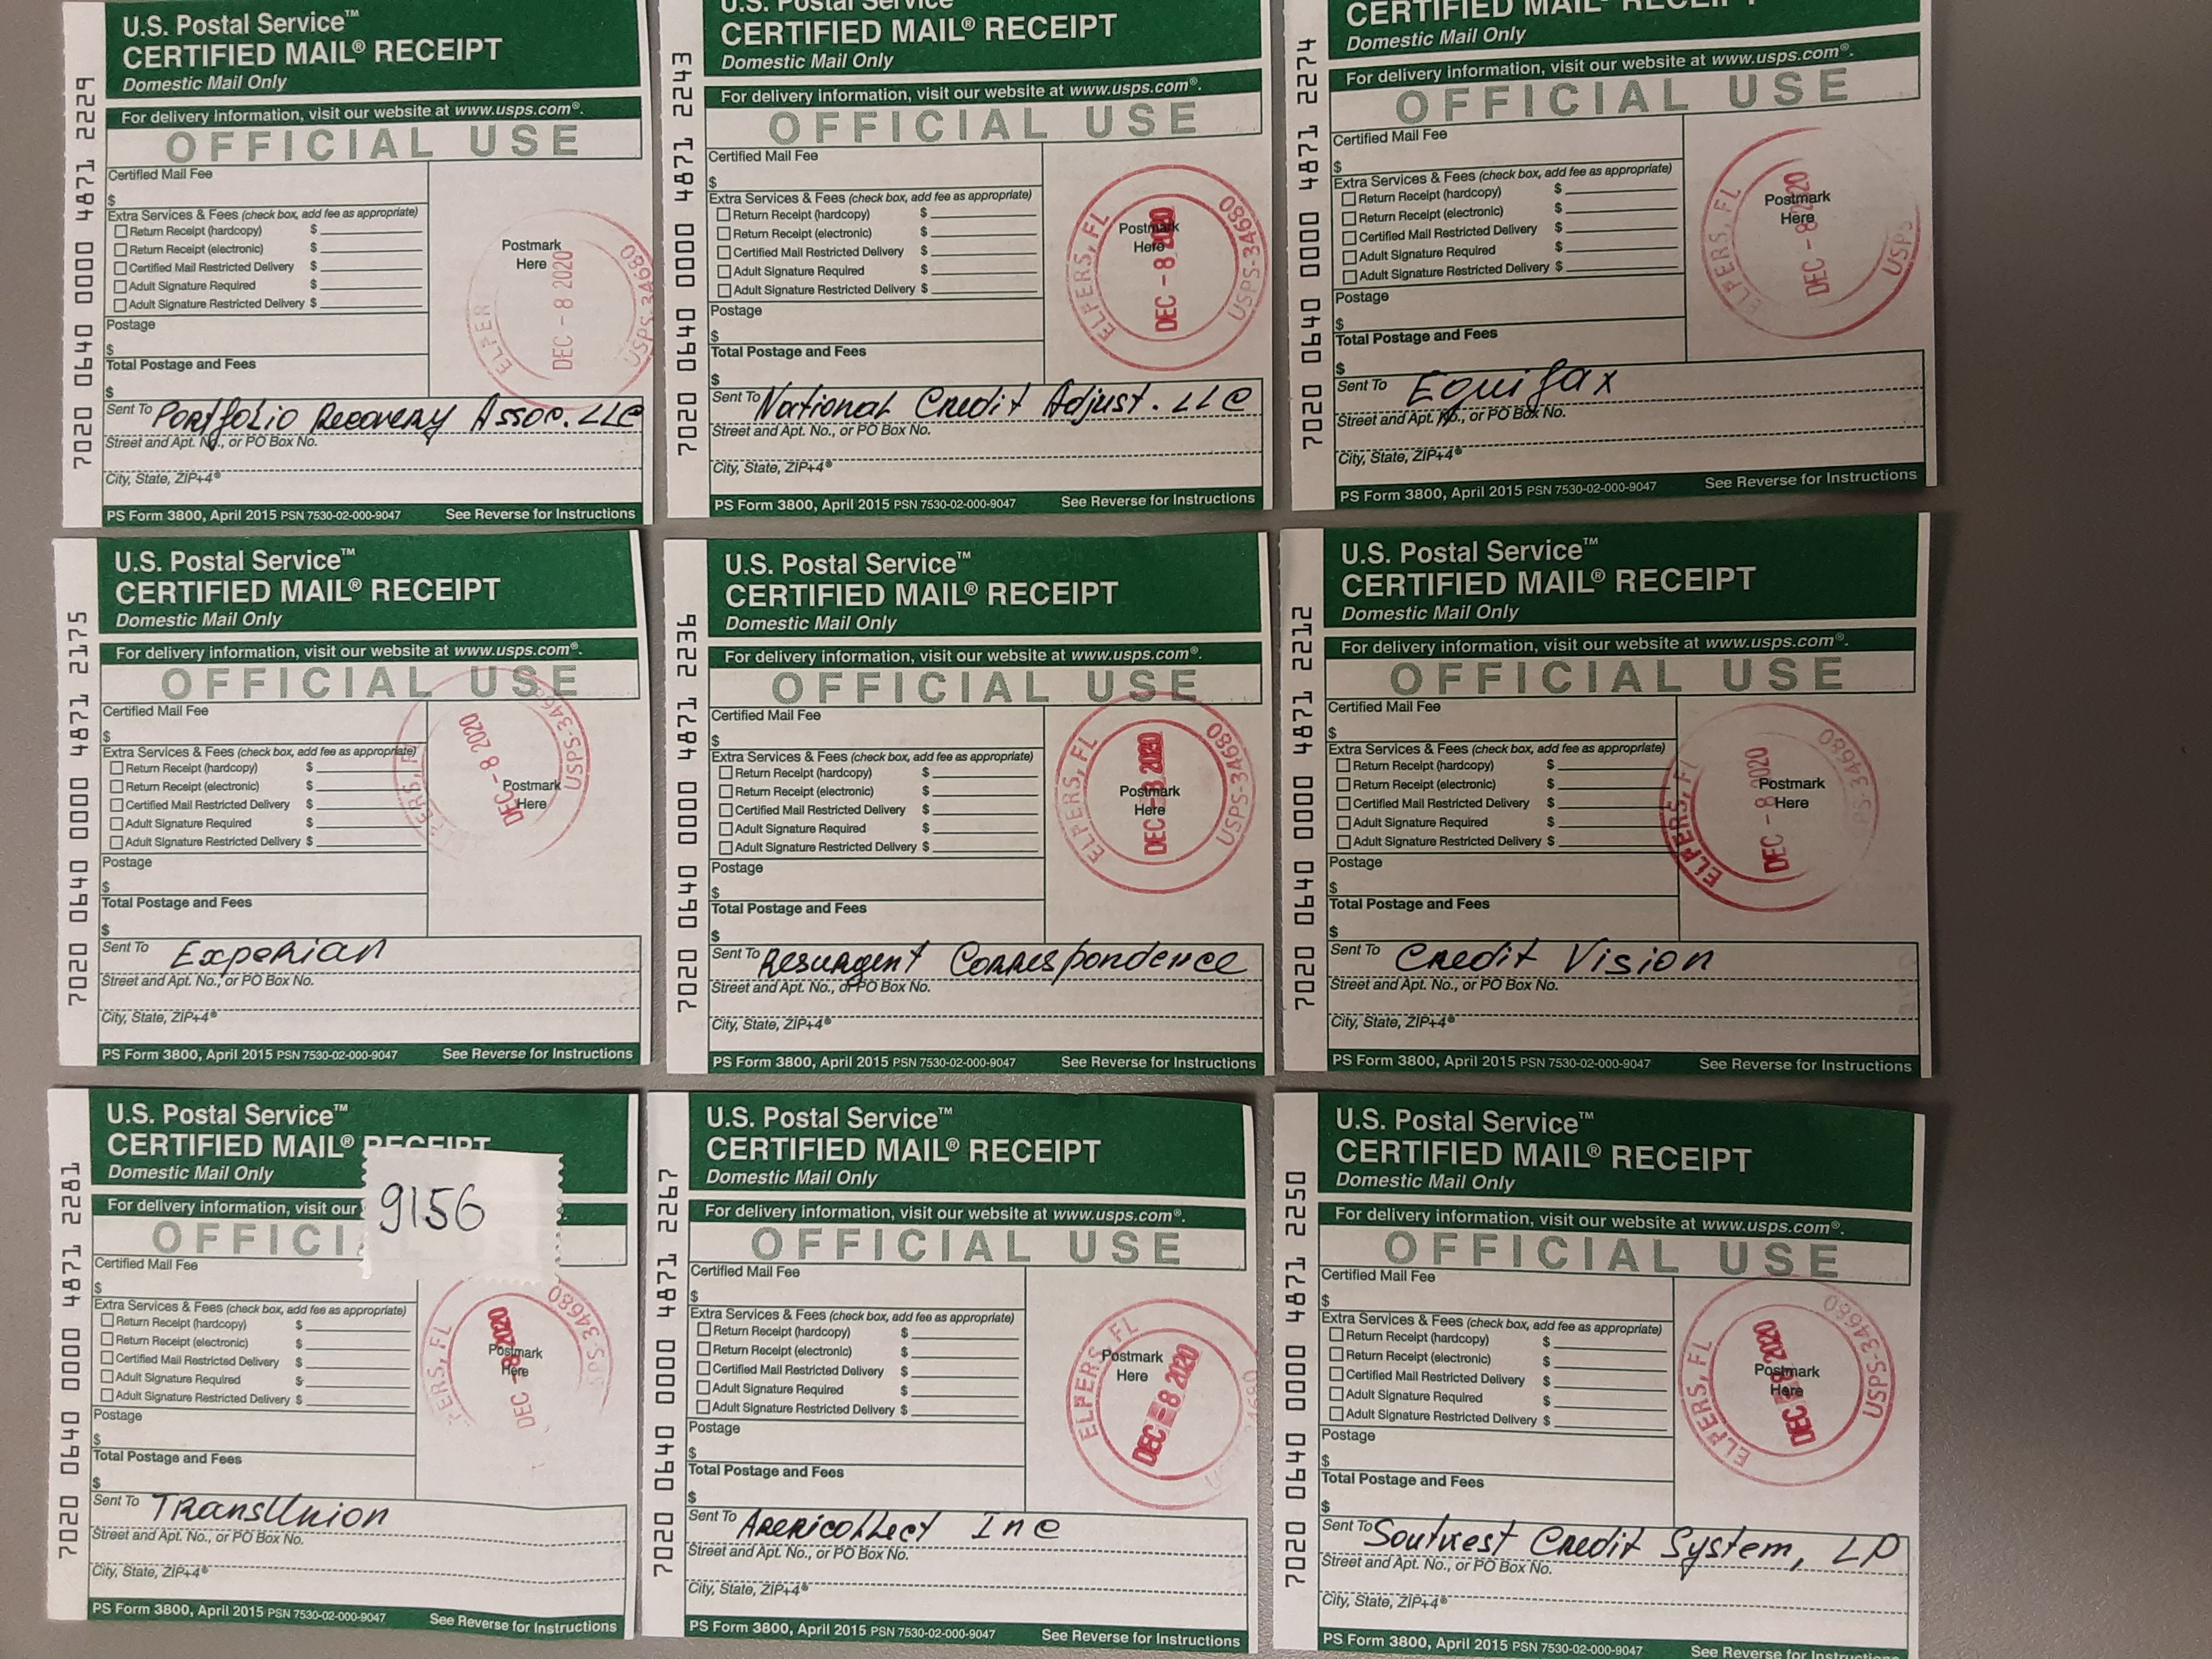 7020 0640 0000 4871 2281
U.S. Postal Service™
CERTIFIED MAIL® RECEIPT
Domestic Mail Only
For delivery information, visit our
OFFICI
9156
Certified Mail Fee
$
Extra Services & Fees (check box, add fee as appropriate)
Return Receipt (hardcopy) $
Return Receipt (electronic) $
Certified Mail Restricted Delivery $
Adult Signature Required $
Adult Signature Restricted Delivery $
Postage
$
Total Postage and Fees
$
Postmark
Here
DEC - 8 2020
PERS, FL
PS-34680
Sent To TransUnion
Street and Apt. No., or PO Box No.
City, State, ZIP+4®
PS Form 3800, April 2015 PSN 7530-02-000-9047 See Reverse for Instructions
7020 0640 0000 4871 2175
U.S. Postal Service™
CERTIFIED MAIL® RECEIPT
Domestic Mail Only
For delivery information, visit our website at www.usps.com®.
OFFICIAL USE
Certified Mail Fee
$
Extra Services & Fees (check box, add fee as appropriate)
Return Receipt (hardcopy) $
Return Receipt (electronic) $
Certified Mail Restricted Delivery $
Adult Signature Required $
Adult Signature Restricted Delivery $
Postage
$
Total Postage and Fees
$
Postmark
Here
DEC - 8 2020
USPS-346
Sent To Experian
Street and Apt. No., or PO Box No.
City, State, ZIP+4®
PS Form 3800, April 2015 PSN 7530-02-000-9047 See Reverse for Instructions
7020 0640 0000 4871 2229
U.S. Postal Service™
CERTIFIED MAIL® RECEIPT
Domestic Mail Only
For delivery information, visit our website at www.usps.com®.
OFFICIAL USE
Certified Mail Fee
$
Extra Services & Fees (check box, add fee as appropriate)
Return Receipt (hardcopy) $
Return Receipt (electronic) $
Certified Mail Restricted Delivery $
Adult Signature Required $
Adult Signature Restricted Delivery $
Postage
$
Total Postage and Fees
$
Postmark
Here
ELPER
DEC - 8 2020
USPS-34680
Sent To Portfolio Recovery Assoc. LLC
Street and Apt. No., or PO Box No.
City, State, ZIP+4®
PS Form 3800, April 2015 PSN 7530-02-000-9047 See Reverse for Instructions
7020 0640 0000 4871 2267
U.S. Postal Service™
CERTIFIED MAIL® RECEIPT
Domestic Mail Only
For delivery information, visit our website at www.usps.com®.
OFFICIAL USE
Certified Mail Fee
$
Extra Services & Fees (check box, add fee as appropriate)
Return Receipt (hardcopy) $
Return Receipt (electronic) $
Certified Mail Restricted Delivery $
Adult Signature Required $
Adult Signature Restricted Delivery $
Postage
$
Total Postage and Fees
$
Postmark
Here
ELPERS, FL
DEC - 8 2020
34680
Sent To Americollect Inc
Street and Apt. No., or PO Box No.
City, State, ZIP+4®
PS Form 3800, April 2015 PSN 7530-02-000-9047 See Reverse for Instructions
7020 0640 0000 4871 2236
U.S. Postal Service™
CERTIFIED MAIL® RECEIPT
Domestic Mail Only
For delivery information, visit our website at www.usps.com®.
OFFICIAL USE
Certified Mail Fee
$
Extra Services & Fees (check box, add fee as appropriate)
Return Receipt (hardcopy) $
Return Receipt (electronic) $
Certified Mail Restricted Delivery $
Adult Signature Required $
Adult Signature Restricted Delivery $
Postage
$
Total Postage and Fees
$
Postmark
Here
ELPERS, FL
DEC - 8 2020
USPS-34680
Sent To Resurgent Correspondence
Street and Apt. No., or PO Box No.
City, State, ZIP+4®
PS Form 3800, April 2015 PSN 7530-02-000-9047 See Reverse for Instructions
7020 0640 0000 4871 2243
U.S. Postal Service
CERTIFIED MAIL® RECEIPT
Domestic Mail Only
For delivery information, visit our website at www.usps.com®.
OFFICIAL USE
Certified Mail Fee
$
Extra Services & Fees (check box, add fee as appropriate)
Return Receipt (hardcopy) $
Return Receipt (electronic) $
Certified Mail Restricted Delivery $
Adult Signature Required $
Adult Signature Restricted Delivery $
Postage
$
Total Postage and Fees
$
Postmark
Here
ELPERS, FL
DEC - 8 2020
USPS-34680
Sent To National Credit Adjust. LLC
Street and Apt. No., or PO Box No.
City, State, ZIP+4®
PS Form 3800, April 2015 PSN 7530-02-000-9047 See Reverse for Instructions
7020 0640 0000 4871 2250
U.S. Postal Service™
CERTIFIED MAIL® RECEIPT
Domestic Mail Only
For delivery information, visit our website at www.usps.com®.
OFFICIAL USE
Certified Mail Fee
$
Extra Services & Fees (check box, add fee as appropriate)
Return Receipt (hardcopy) $
Return Receipt (electronic) $
Certified Mail Restricted Delivery $
Adult Signature Required $
Adult Signature Restricted Delivery $
Postage
$
Total Postage and Fees
$
Postmark
Here
ELPERS, FL
DEC - 8 2020
USPS-34680
Sent To Soutwest Credit System, LP
Street and Apt. No., or PO Box No.
City, State, ZIP+4®
PS Form 3800, April 2015 PSN 7530-02-000-9047 See Reverse for Instructions
7020 0640 0000 4871 2212
U.S. Postal Service™
CERTIFIED MAIL® RECEIPT
Domestic Mail Only
For delivery information, visit our website at www.usps.com®.
OFFICIAL USE
Certified Mail Fee
$
Extra Services & Fees (check box, add fee as appropriate)
Return Receipt (hardcopy) $
Return Receipt (electronic) $
Certified Mail Restricted Delivery $
Adult Signature Required $
Adult Signature Restricted Delivery $
Postage
$
Total Postage and Fees
$
Postmark
Here
ELPERS, FL
DEC - 8 2020
PS-34680
Sent To Credit Vision
Street and Apt. No., or PO Box No.
City, State, ZIP+4®
PS Form 3800, April 2015 PSN 7530-02-000-9047 See Reverse for Instructions
7020 0640 0000 4871 2274
CERTIFIED MAIL® RECEIPT
Domestic Mail Only
For delivery information, visit our website at www.usps.com®.
OFFICIAL USE
Certified Mail Fee
$
Extra Services & Fees (check box, add fee as appropriate)
Return Receipt (hardcopy) $
Return Receipt (electronic) $
Certified Mail Restricted Delivery $
Adult Signature Required $
Adult Signature Restricted Delivery $
Postage
$
Total Postage and Fees
$
Postmark
Here
ELPERS, FL
DEC - 8 2020
USPS
Sent To Equifax
Street and Apt. No., or PO Box No.
City, State, ZIP+4®
PS Form 3800, April 2015 PSN 7530-02-000-9047 See Reverse for Instructions